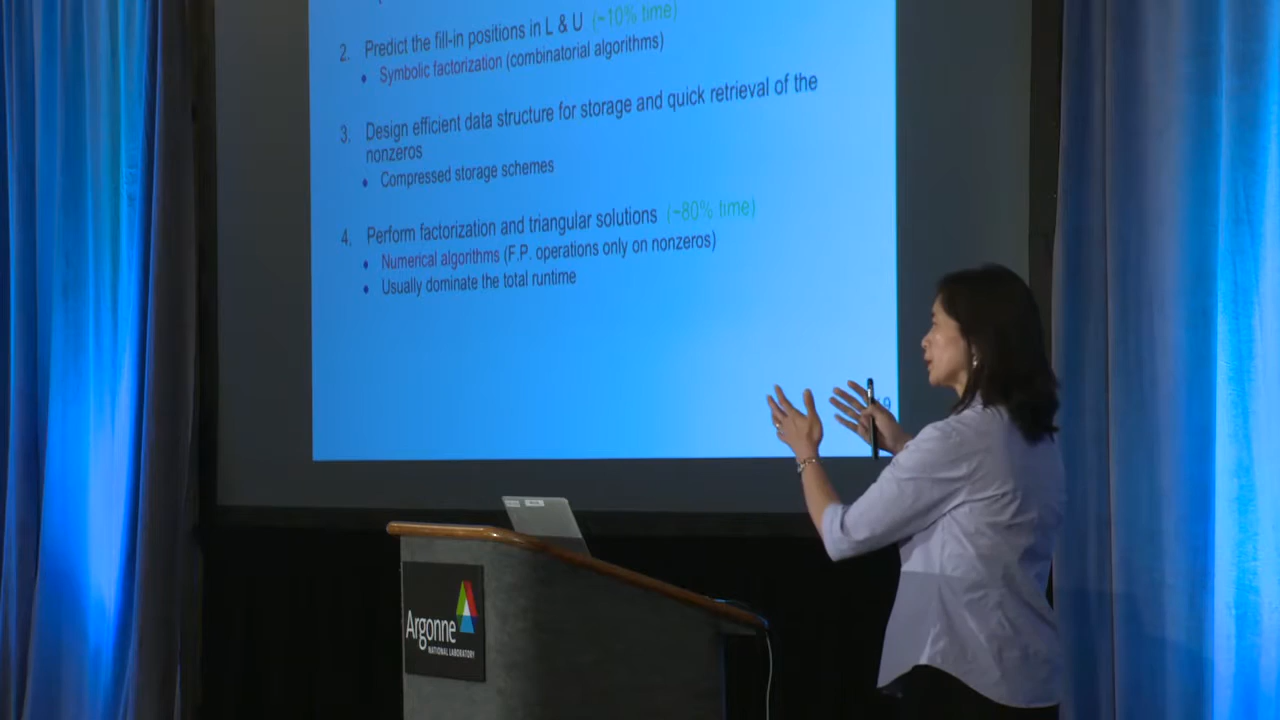 2. Predict the fill-in positions in L & U (~10% time)
• Symbolic factorization (combinatorial algorithms)
3. Design efficient data structure for storage and quick retrieval of the
nonzeros
• Compressed storage schemes
4. Perform factorization and triangular solutions (~80% time)
• Numerical algorithms (F.P. operations only on nonzeros)
• Usually dominate the total runtime
Argonne
NATIONAL LABORATORY